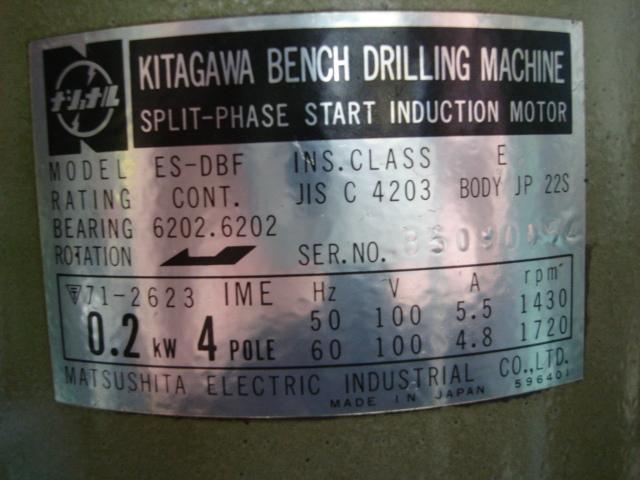 ナショナル
KITAGAWA BENCH DRILLING MACHINE
SPLIT-PHASE START INDUCTION MOTOR
MODEL ES-DBF INS.CLASS E
RATING CONT. JIS C 4203 BODY JP 22S
BEARING 6202.6202
ROTATION SER.NO.
71-2623 IME Hz V A rpm
50 100 5.5 1430
0.2 KW 4 POLE 60 100 4.8 1720
MATSUSHITA ELECTRIC INDUSTRIAL CO.,LTD.
MADE IN JAPAN 596401